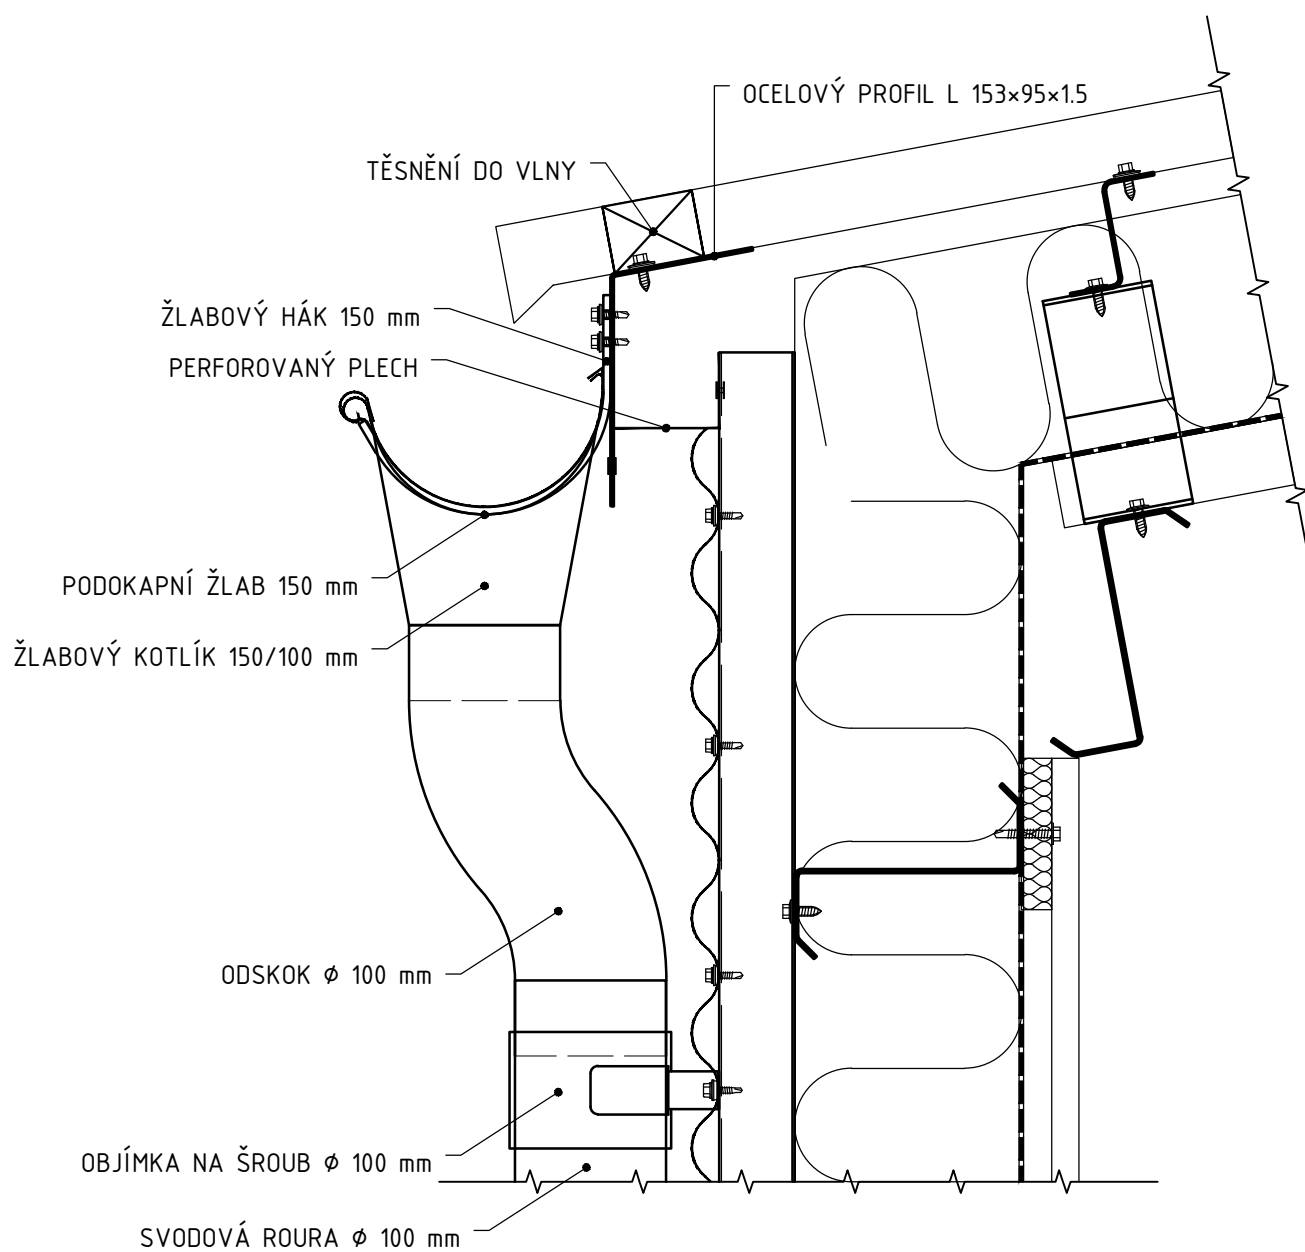 OCELOVÝ PROFIL L 153×95×1.5
TĚSNĚNÍ DO VLNY
ŽLABOVÝ HÁK 150 mm
PERFOROVANÝ PLECH
PODOKAPNÍ ŽLAB 150 mm
ŽLABOVÝ KOTLÍK 150/100 mm
ODSKOK ϕ 100 mm
OBJÍMKA NA ŠROUB ϕ 100 mm
SVODOVÁ ROURA ϕ 100 mm